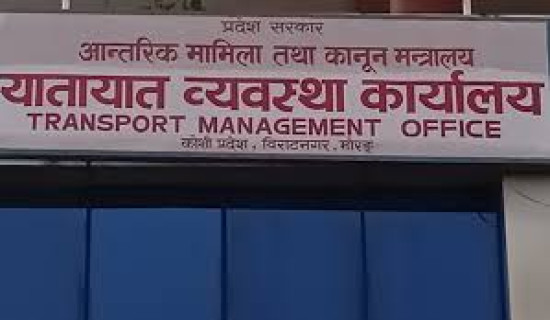 प्रदेश सरकार
आन्तरिक मामिला तथा कानून मन्त्रालय
यातायात व्यवस्था कार्यालय
TRANSPORT MANAGEMENT OFFICE
कोशी प्रदेश, विराटनगर, मोरङ